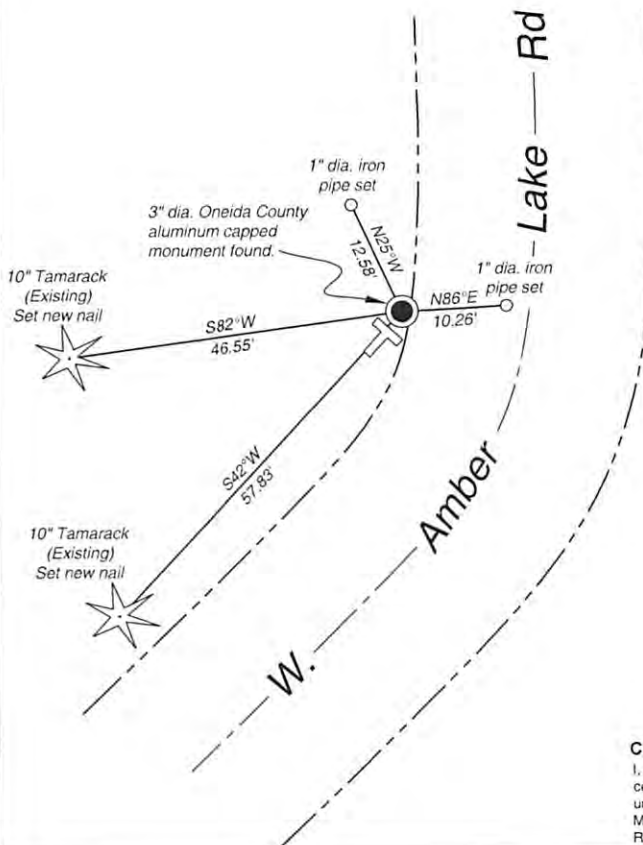 Rd
Lake
1" dia. iron
pipe set
3" dia. Oneida County
aluminum capped
monument found.
N25°W
12.58'
1" dia. iron
pipe set
10" Tamarack
(Existing)
Set new nail
N86°E
10.26'
S82°W
46.55'
S42°W
57.83'
Amber
10" Tamarack
(Existing)
Set new nail
W.
C
I,
ce
un
M
R